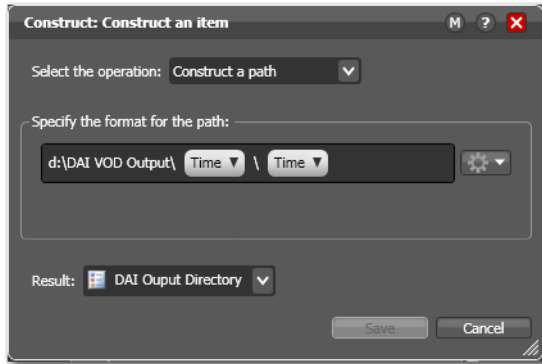 Construct: Construct an item M ?
Select the operation: Construct a path
Specify the format for the path:
d:\DAI VOD Output\ Time \ Time
Result: DAI Ouput Directory
Save Cancel